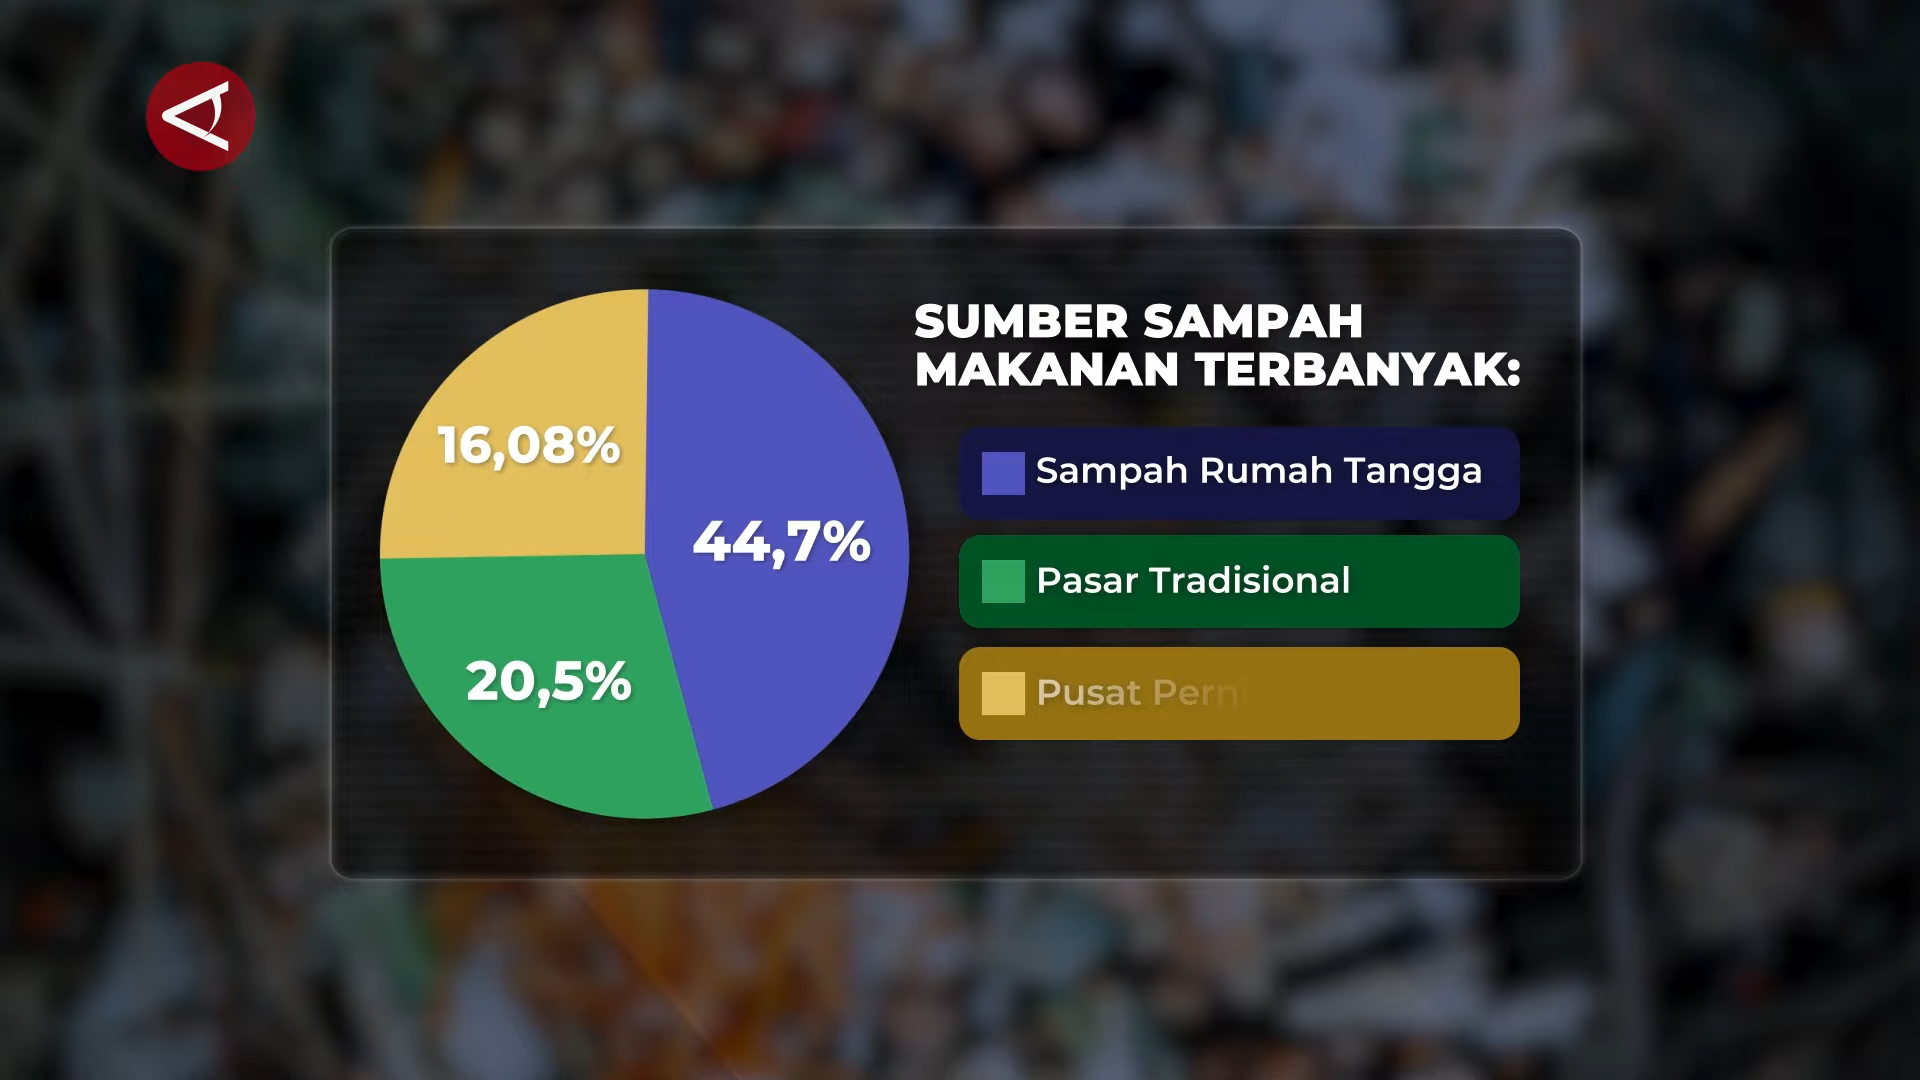 SUMBER SAMPAH
MAKANAN TERBANYAK:
16,08%
44,7%
20,5%
Sampah Rumah Tangga
Pasar Tradisional
Pusat